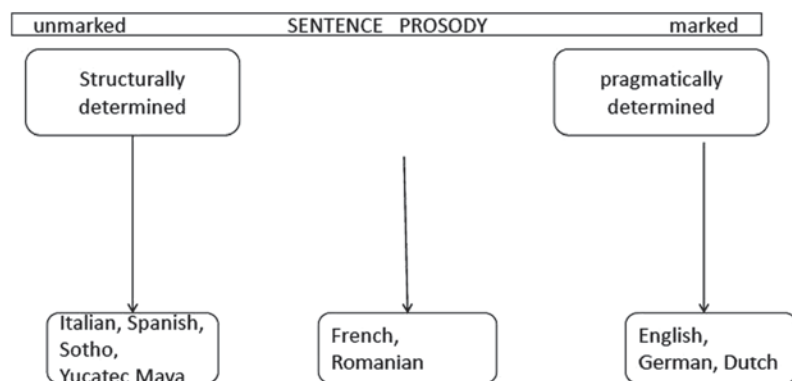 unmarked SENTENCE PROSODY marked
Structurally
determined
pragmatically
determined
Italian, Spanish,
Sotho,
Yucatec Maya
French,
Romanian
English,
German, Dutch